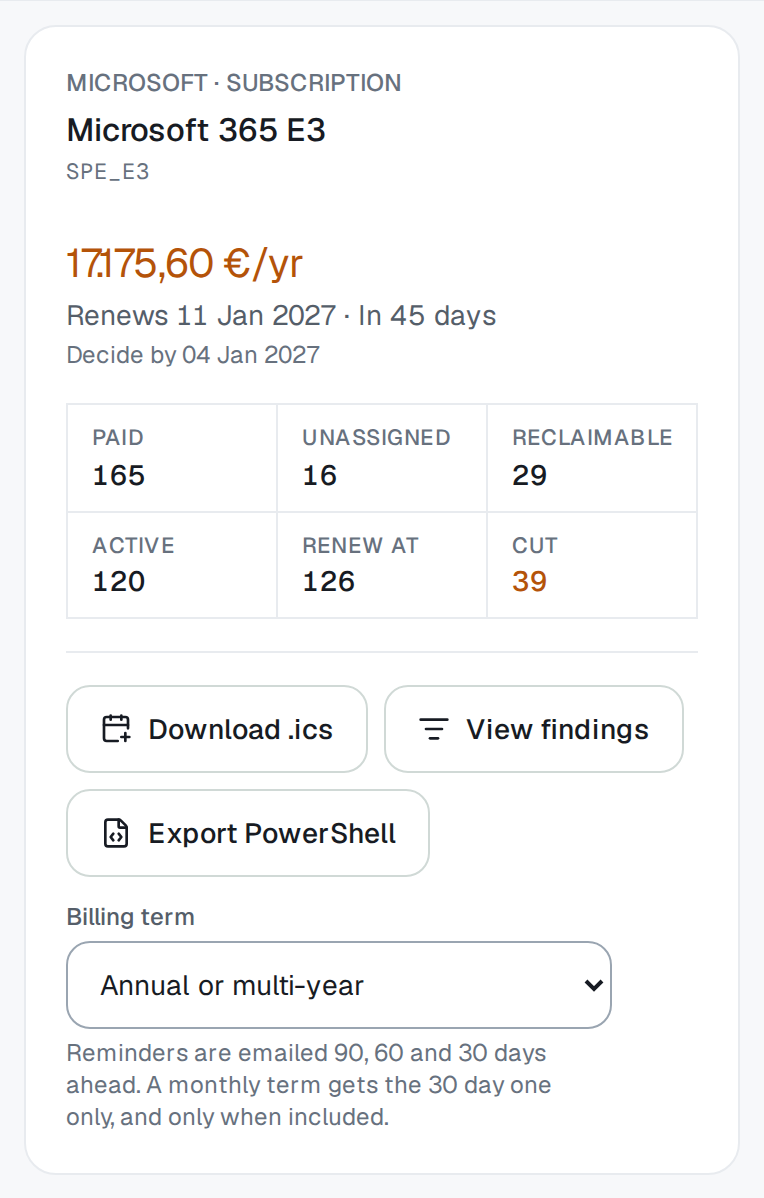 MICROSOFT · SUBSCRIPTION
Microsoft 365 E3
SPE_E3
17.175,60 €/yr
Renews 11 Jan 2027 · In 45 days
Decide by 04 Jan 2027
PAID UNASSIGNED RECLAIMABLE
165 16 29
ACTIVE RENEW AT CUT
120 126 39
Download .ics View findings
Export PowerShell
Billing term
Annual or multi-year
Reminders are emailed 90, 60 and 30 days
ahead. A monthly term gets the 30 day one
only, and only when included.